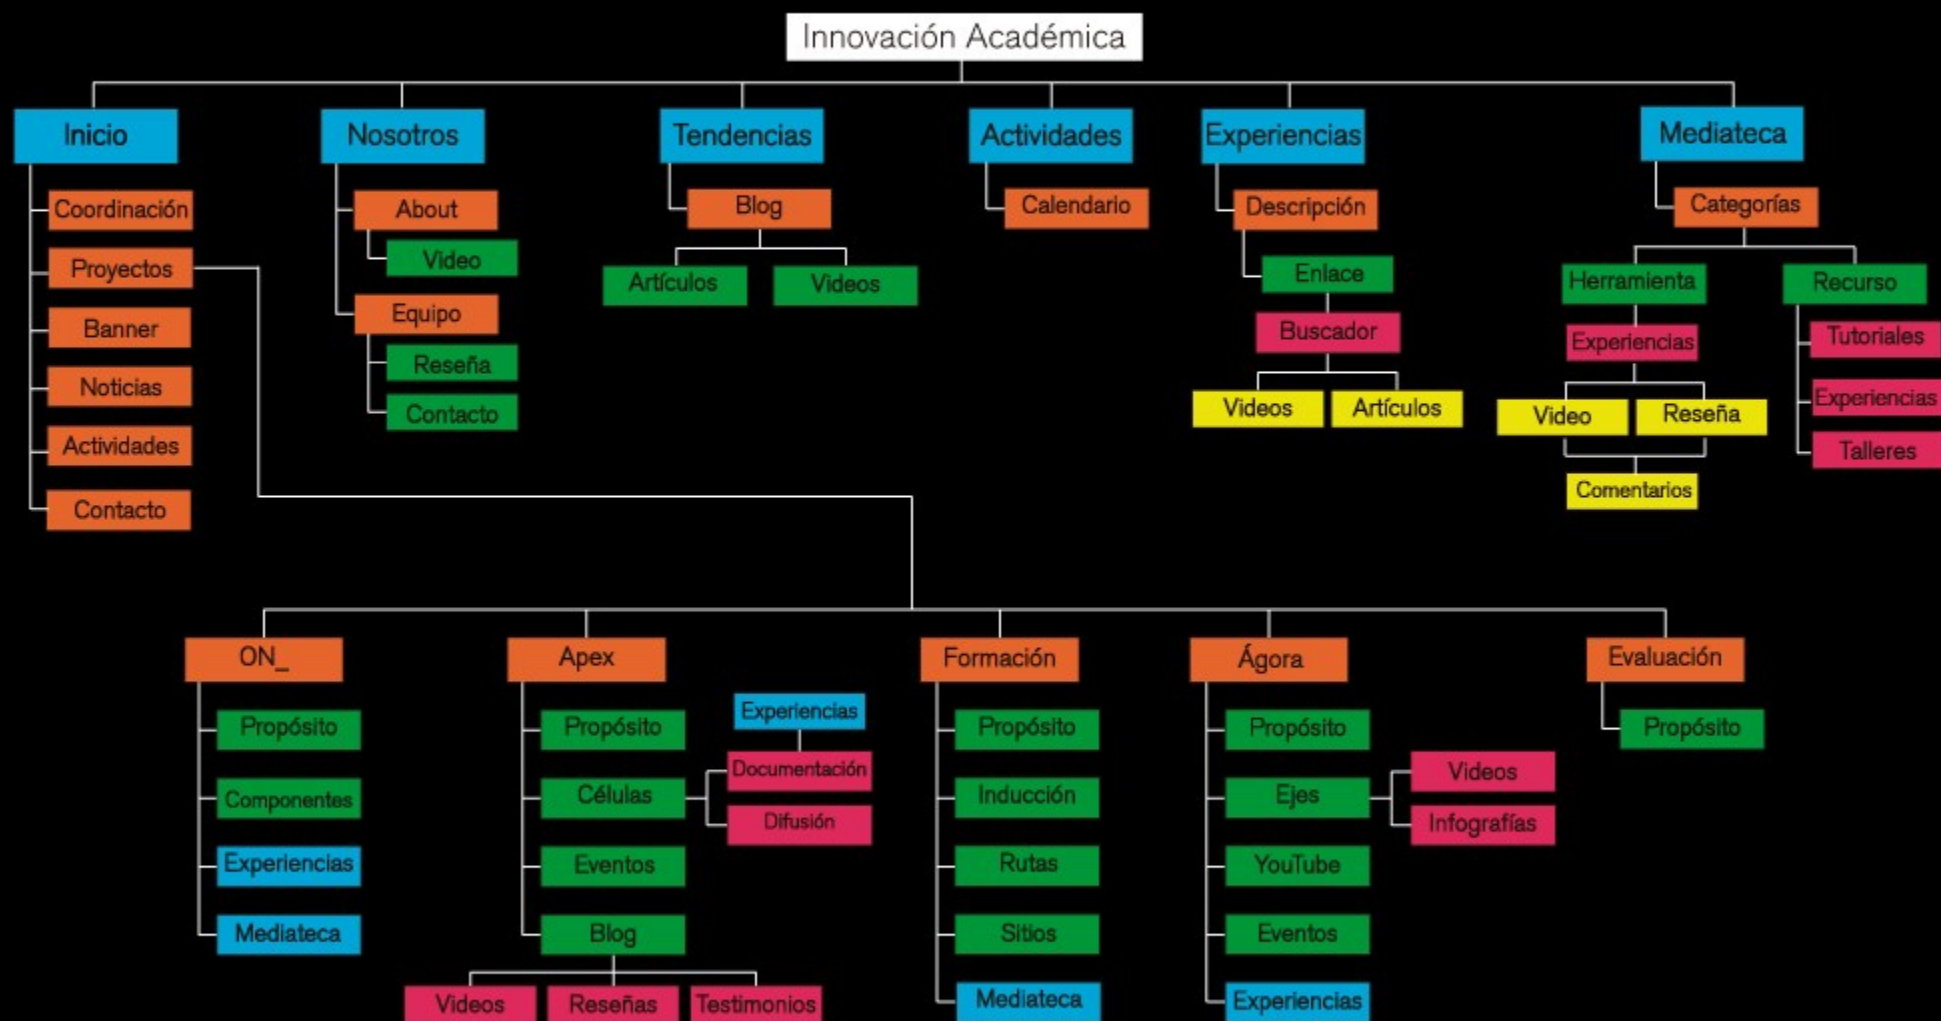 Innovación Académica
Inicio
Nosotros
Tendencias
Actividades
Experiencias
Mediateca
Coordinación
Proyectos
Banner
Noticias
Actividades
Contacto
About
Video
Equipo
Reseña
Contacto
Blog
Artículos
Videos
Calendario
Descripción
Enlace
Buscador
Videos
Artículos
Categorías
Herramienta
Experiencias
Video
Reseña
Comentarios
Recurso
Tutoriales
Experiencias
Talleres
ON_
Propósito
Componentes
Experiencias
Mediateca
Apex
Propósito
Células
Experiencias
Documentación
Difusión
Eventos
Blog
Videos
Reseñas
Testimonios
Formación
Propósito
Inducción
Rutas
Sitios
Mediateca
Ágora
Propósito
Ejes
Videos
Infografías
YouTube
Eventos
Experiencias
Evaluación
Propósito